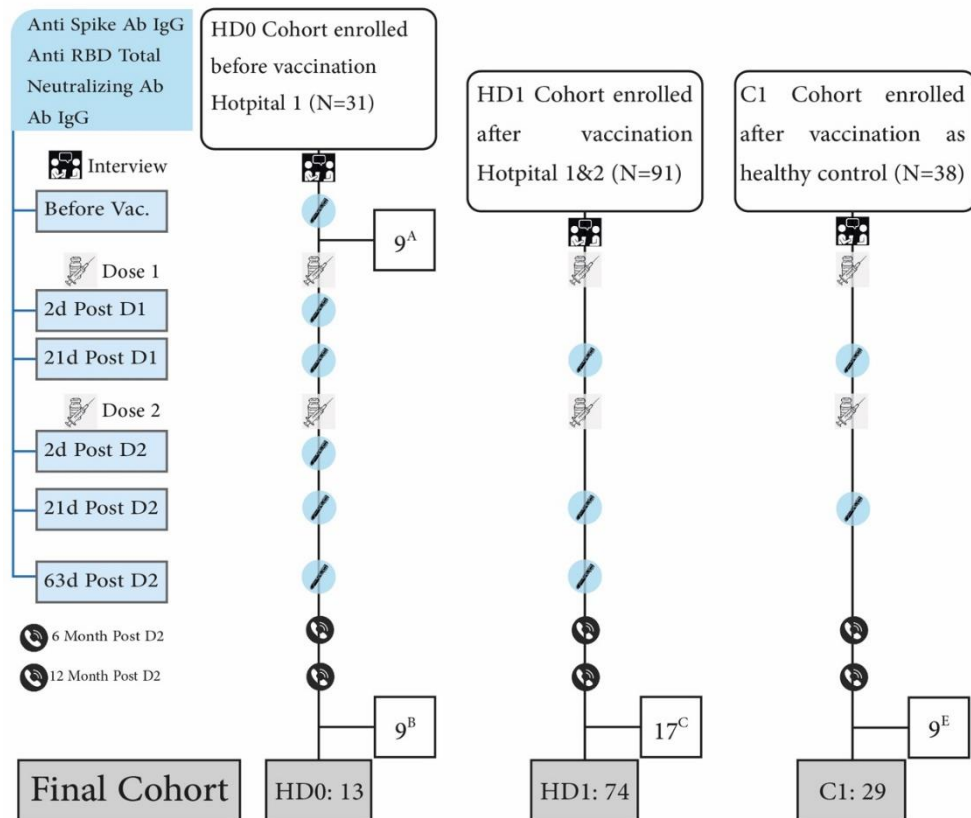 Anti Spike Ab IgG
Anti RBD Total
Neutralizing Ab
Ab IgG
Interview
Before Vac.
Dose 1
2d Post D1
21d Post D1
Dose 2
2d Post D2
21d Post D2
63d Post D2
6 Month Post D2
12 Month Post D2
Final Cohort
HD0 Cohort enrolled
before vaccination
Hotpital 1 (N=31)
9A
9B
HD0: 13
HD1 Cohort enrolled
after vaccination
Hotpital 1&2 (N=91)
17C
HD1: 74
C1 Cohort enrolled
after vaccination as
healthy control (N=38)
9E
C1: 29